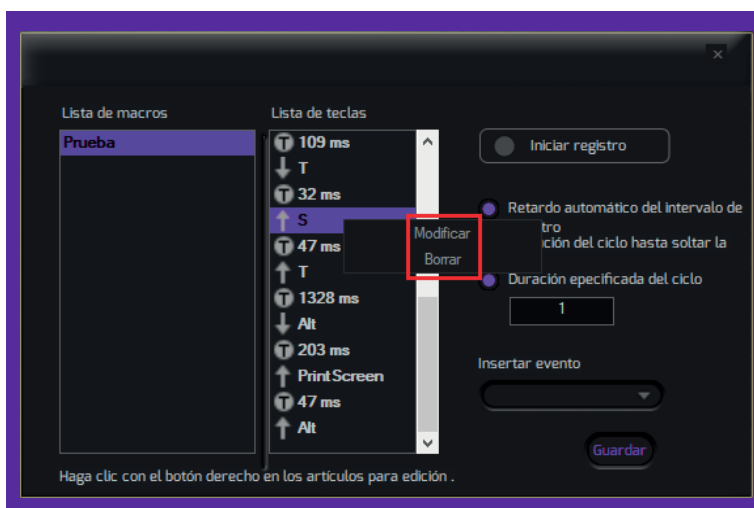 Lista de macros
Lista de teclas
Prueba
109 ms
T
32 ms
S
47 ms
T
1328 ms
Alt
203 ms
PrintScreen
47 ms
Alt
Modificar
Borrar
Iniciar registro
Retardo automático del intervalo de
tro
ción del ciclo hasta soltar la
Duración epecificada del ciclo
1
Insertar evento
Guardar
Haga clic con el botón derecho en los artículos para edición .